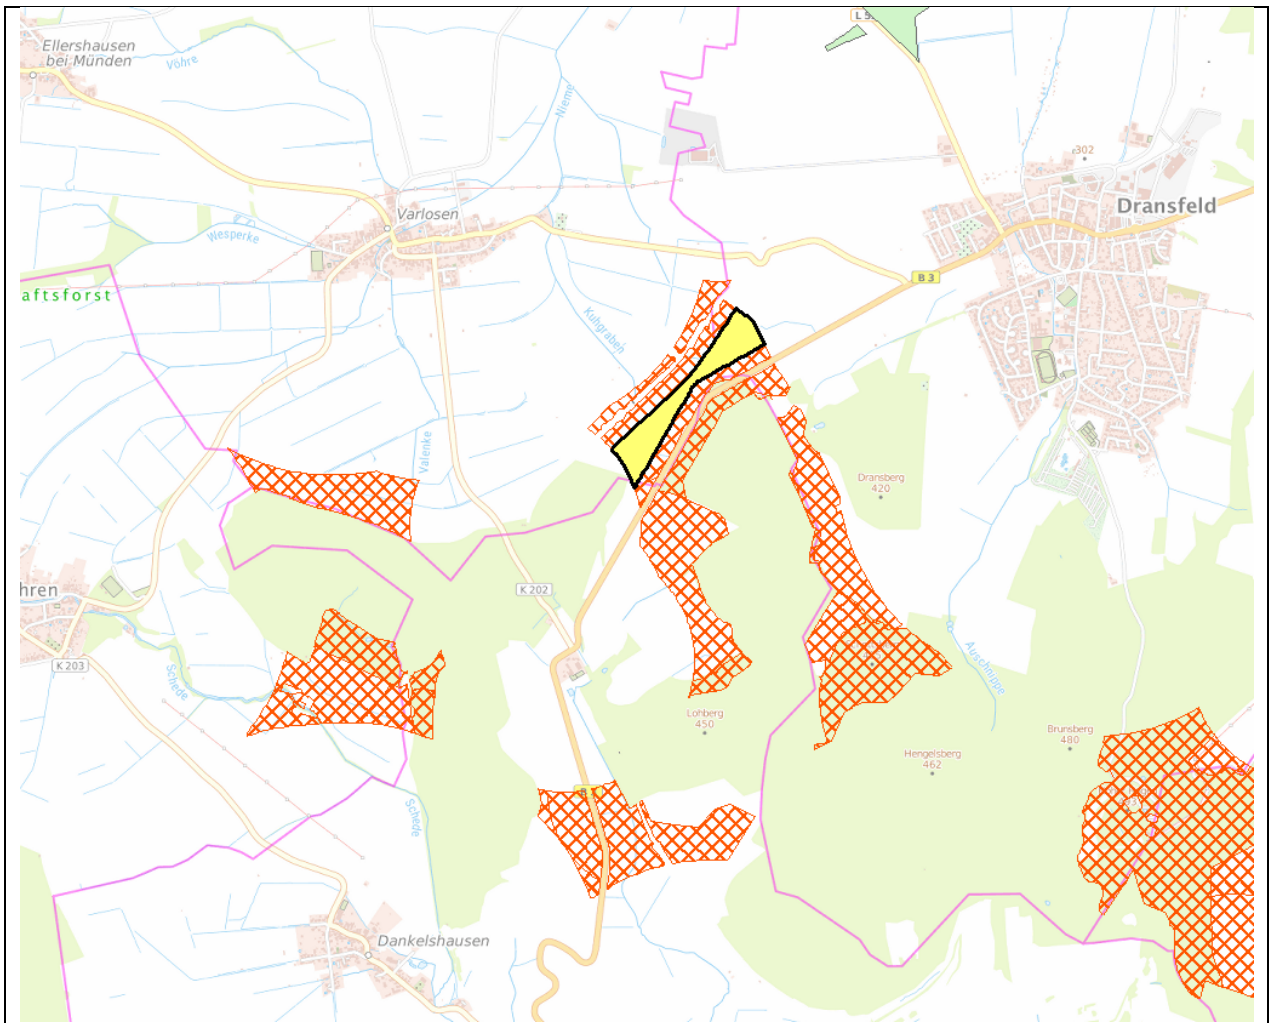 Ellershausen
bei Münden
Vöhre
Nieme
302
Dransfeld
Varlosen
Wesperke
aftsforst
B 3
Kuhgraben
Valenke
Dransberg
420
hren
K 202
K 203
Schede
Auschnippe
Lohberg
450
Brunsberg
480
Hengelsberg
462
Schede
Dankelshausen